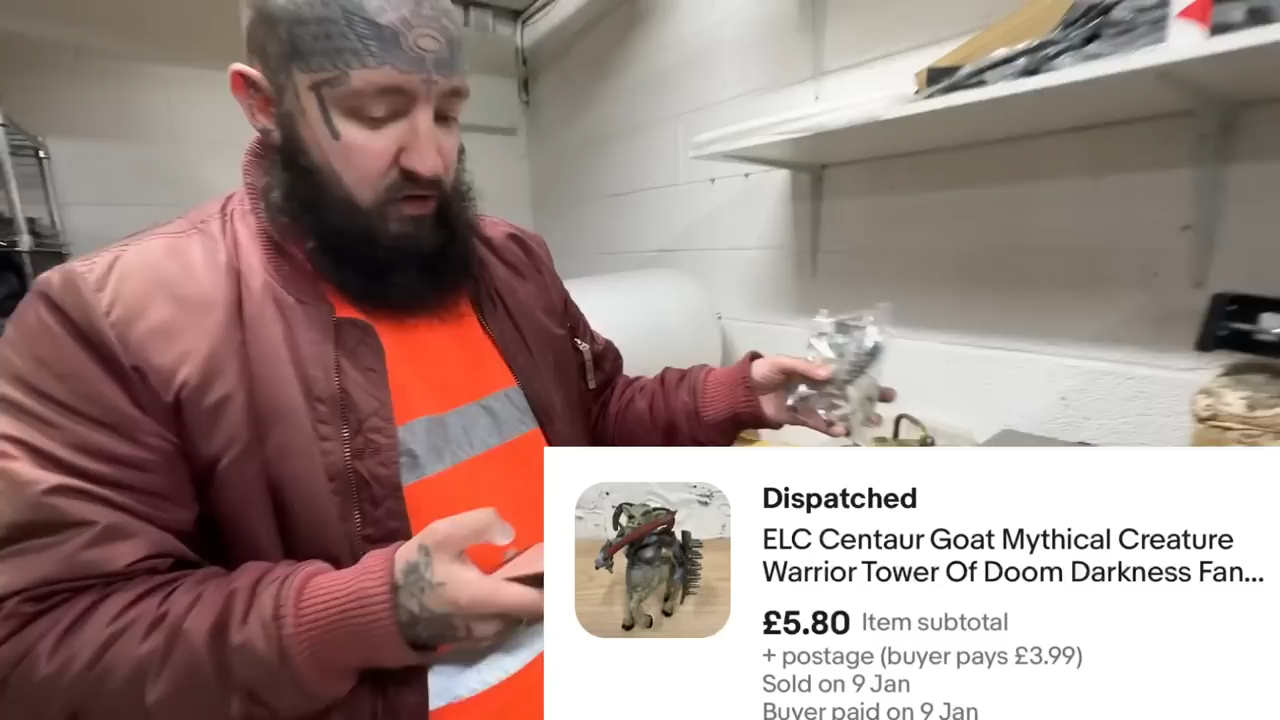 Dispatched
ELC Centaur Goat Mythical Creature
Warrior Tower Of Doom Darkness Fan...
£5.80 Item subtotal
+ postage (buyer pays £3.99)
Sold on 9 Jan
Buyer paid on 9 Jan